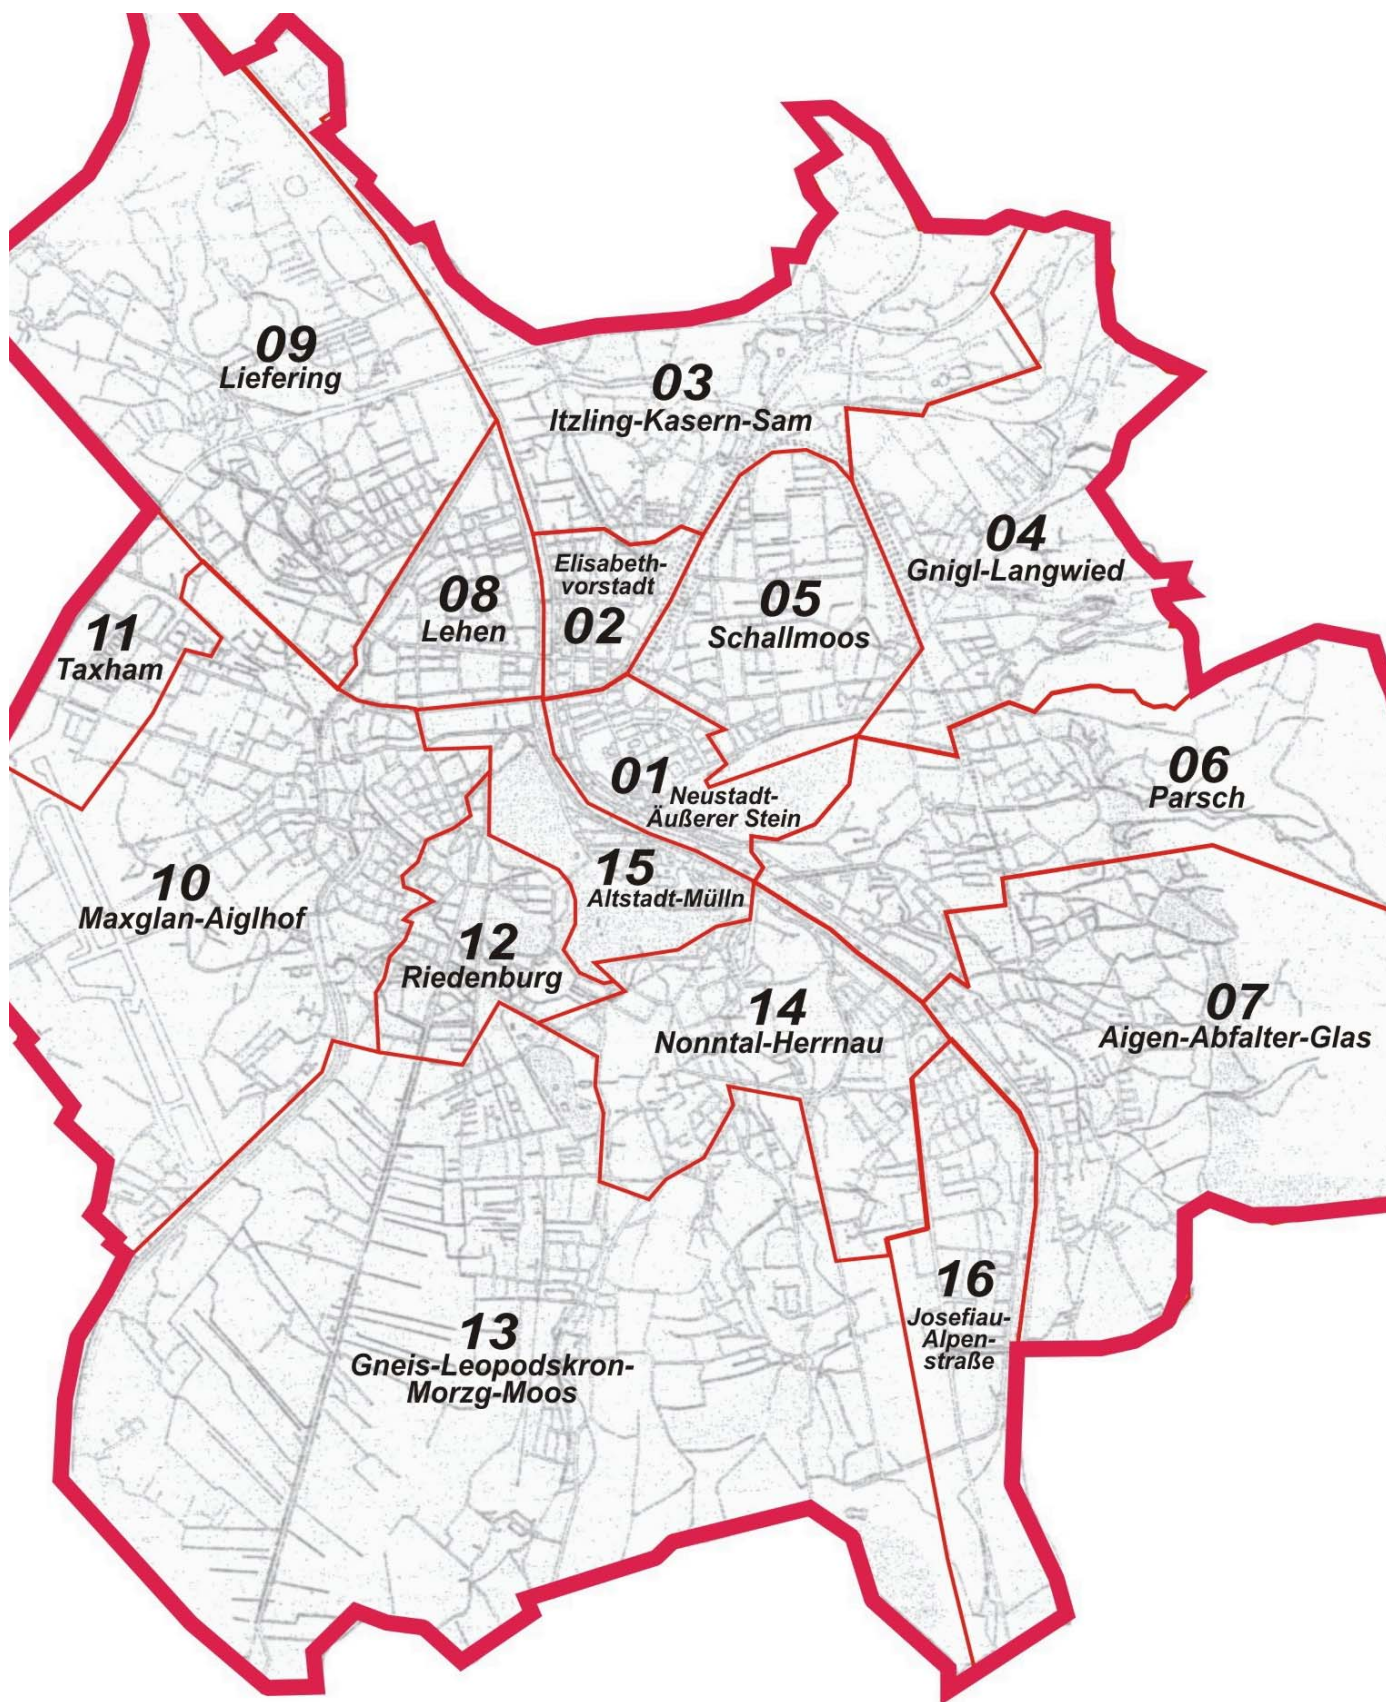 09
Liefering
03
Itzling-Kasern-Sam
04
Gnigl-Langwied
Elisabeth-
vorstadt
02
08
Lehen
05
Schallmoos
11
Taxham
01
Neustadt-
Äußerer Stein
06
Parsch
10
Maxglan-Aiglhof
15
Altstadt-Mülln
12
Riedenburg
14
Nonntal-Herrnau
07
Aigen-Abfalter-Glas
16
Josefiau-
Alpen-
straße
13
Gneis-Leopodskron-
Morzg-Moos